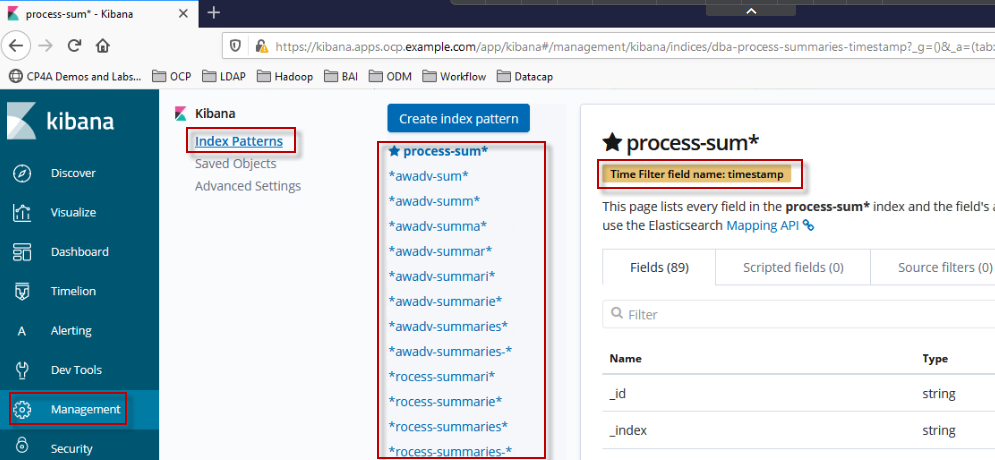 process-sum* - Kibana
https://kibana.apps.ocp.example.com/app/kibana#/management/kibana/indices/dba-process-summaries-timestamp?_g=()&_a=(tab:
CP4A Demos and Labs... OCP LDAP Hadoop BAI ODM Workflow Datacap
kibana
Discover
Visualize
Dashboard
Timelion
A Alerting
Dev Tools
Management
Security
Kibana
Index Patterns
Saved Objects
Advanced Settings
Create index pattern
process-sum*
*awadv-sum*
*awadv-summ*
*awadv-summa*
*awadv-summar*
*awadv-summari*
*awadv-summarie*
*awadv-summaries*
*awadv-summaries-*
*rocess-summari*
*rocess-summarie*
*rocess-summaries*
*rocess-summaries-*
process-sum*
Time Filter field name: timestamp
This page lists every field in the process-sum* index and the field's a
use the Elasticsearch Mapping API
Fields (89) Scripted fields (0) Source filters (0)
Filter
Name Type
_id string
_index string